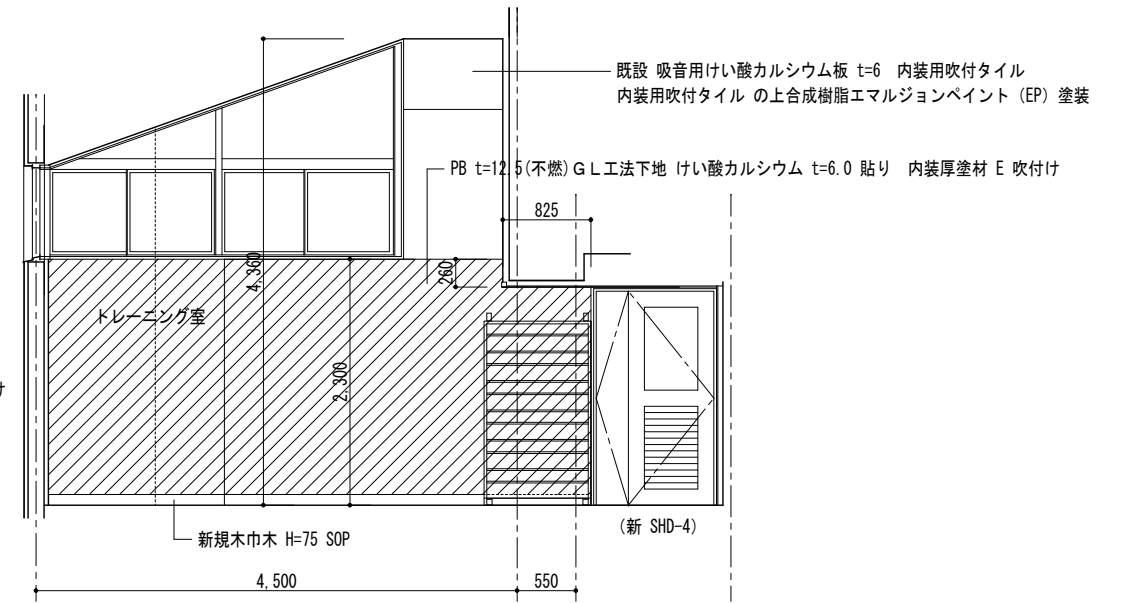 既設 吸音用けい酸カルシウム板 t=6 内装用吹付タイル
内装用吹付タイル の上合成樹脂エマルジョンペイント (EP) 塗装
PB t=12.5(不燃)GL工法下地 けい酸カルシウム t=6.0 貼り 内装厚塗材 E 吹付け
825
4,360
260
トレーニング室
2,300
け
(新 SHD-4)
新規木巾木 H=75 SOP
4,500
550